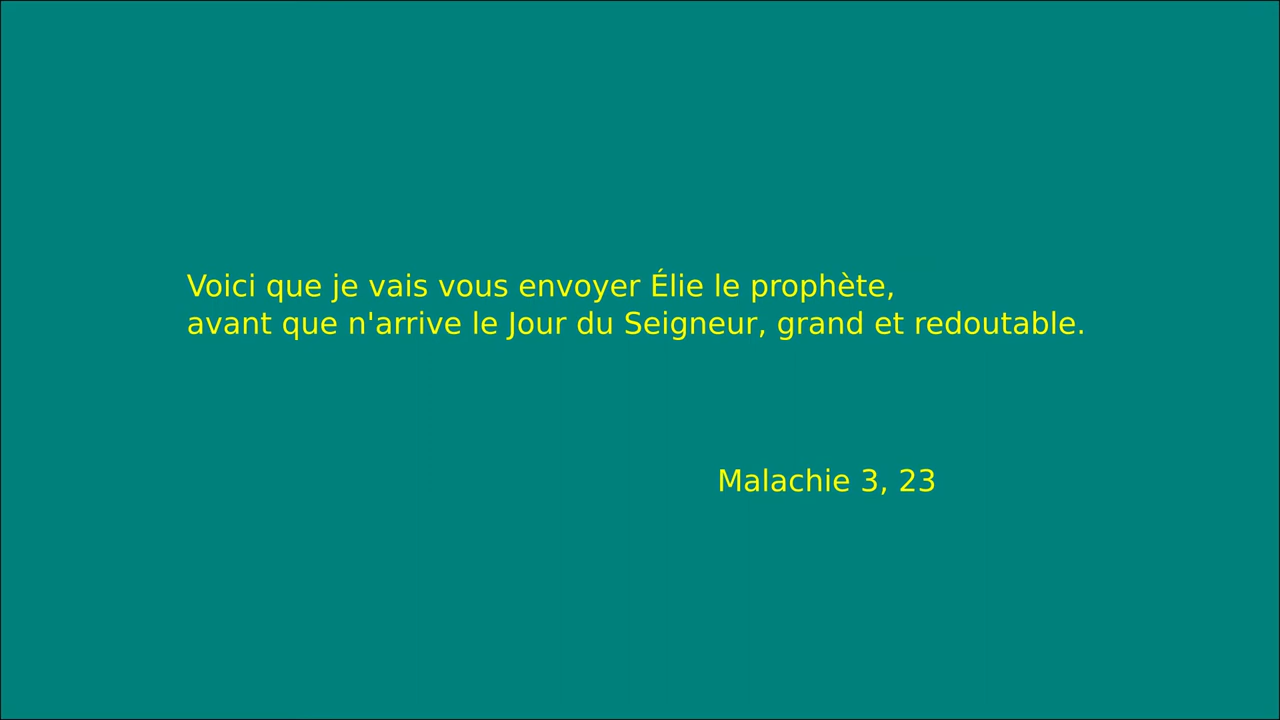 Voici que je vais vous envoyer Élie le prophète,
avant que n'arrive le Jour du Seigneur, grand et redoutable.
Malachie 3, 23